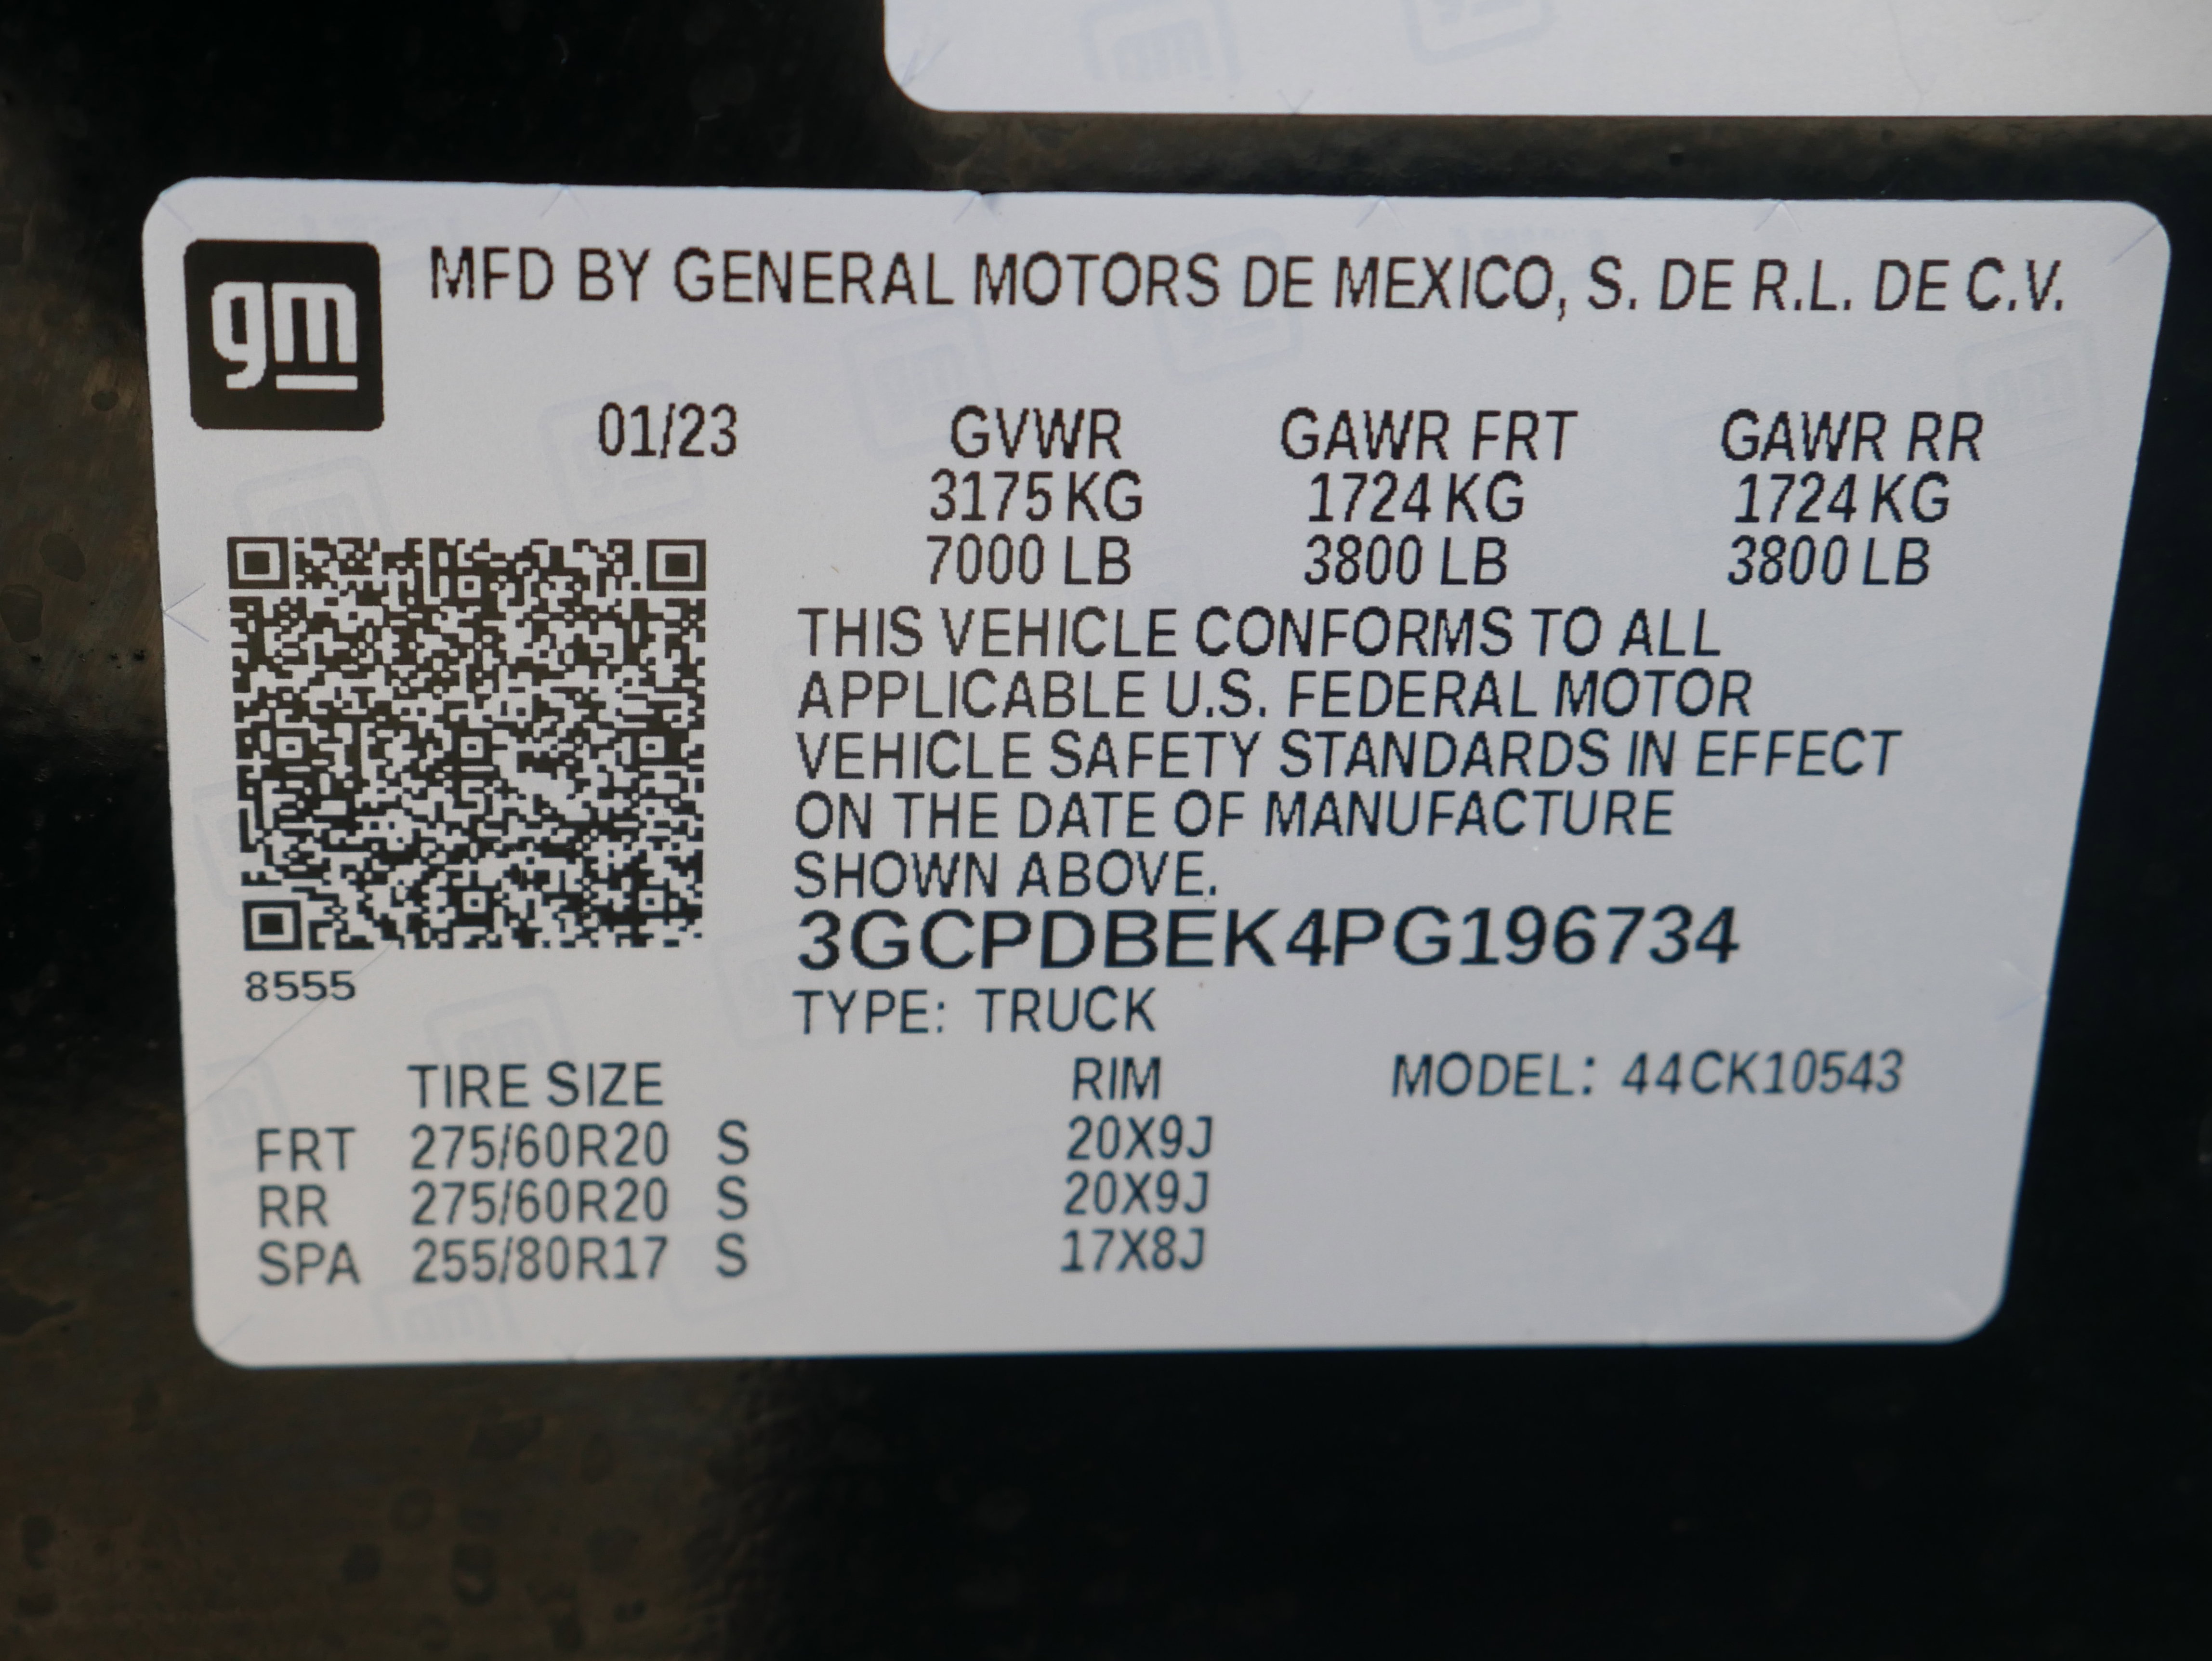 gm
MFD BY GENERAL MOTORS DE MEXICO, S. DE R.L. DE C.V.
01/23 GVWR GAWR FRT GAWR RR
3175 KG 1724 KG 1724 KG
7000 LB 3800 LB 3800 LB
THIS VEHICLE CONFORMS TO ALL
APPLICABLE U.S. FEDERAL MOTOR
VEHICLE SAFETY STANDARDS IN EFFECT
ON THE DATE OF MANUFACTURE
SHOWN ABOVE.
3GCPDBEK4PG196734
8555
TYPE: TRUCK
TIRE SIZE RIM MODEL: 44CK10543
FRT 275/60R20 S 20X9J
RR 275/60R20 S 20X9J
SPA 255/80R17 S 17X8J